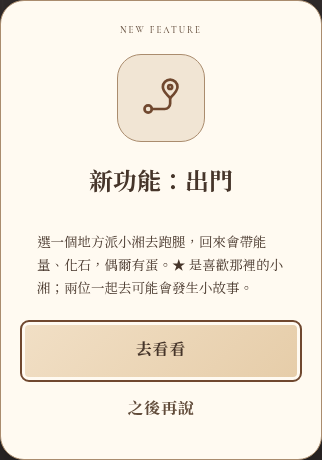 NEW FEATURE
新功能：出門
選一個地方派小湘去跑腿，回來會帶能
量、化石，偶爾有蛋。★ 是喜歡那裡的小
湘；兩位一起去可能會發生小故事。
去看看
之後再說